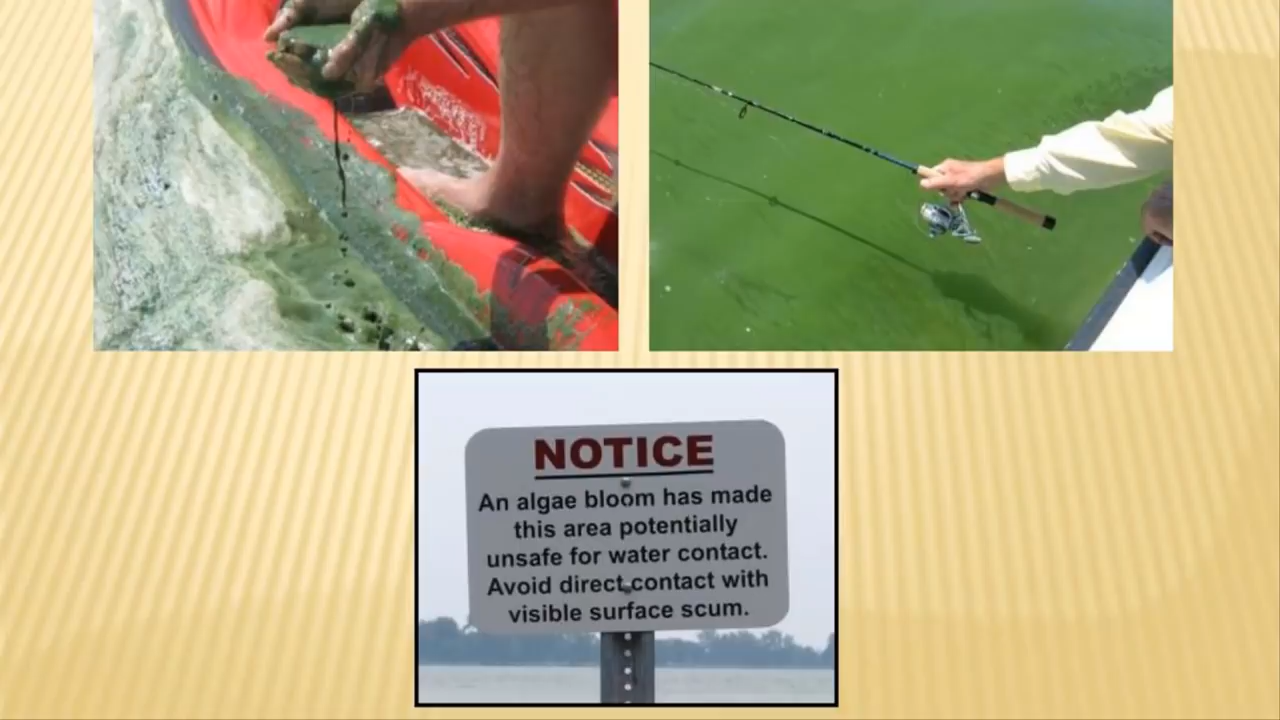 NOTICE
An algae bloom has made
this area potentially
unsafe for water contact.
Avoid direct contact with
visible surface scum.